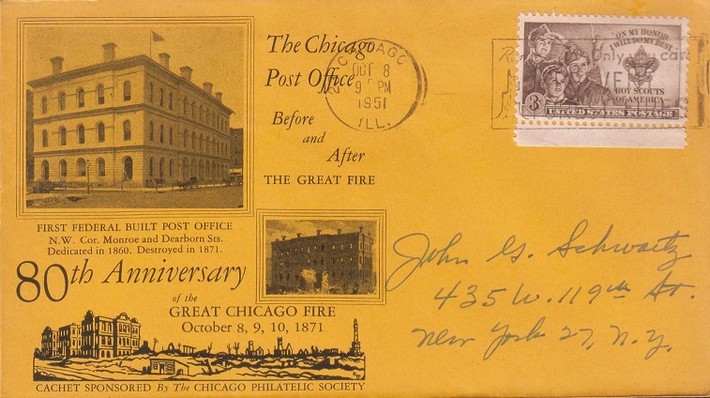 The Chicago
Post Office
Before
and
After
THE GREAT FIRE
FIRST FEDERAL BUILT POST OFFICE
N.W. Cor. Monroe and Dearborn Sts.
Dedicated in 1860. Destroyed in 1871.
80th Anniversary
of the
GREAT CHICAGO FIRE
October 8, 9, 10, 1871
CACHET SPONSORED By The CHICAGO PHILATELIC SOCIETY
CHICAGO
OCT 8
9 PM
1951
ILL.
Only you can
ON MY HONOR
I WILL DO MY BEST
BOY SCOUTS
OF AMERICA
3¢
UNITED STATES POSTAGE
John G. Schwartz
435 W. 119th St.
New York 27, N.Y.